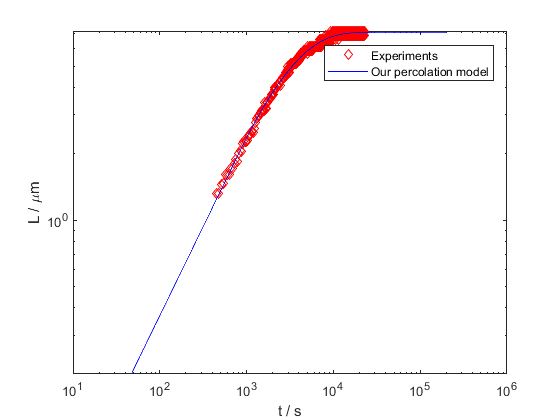 Experiments
Our percolation model
L / μm
10^0
10^1 10^2 10^3 10^4 10^5 10^6
t / s